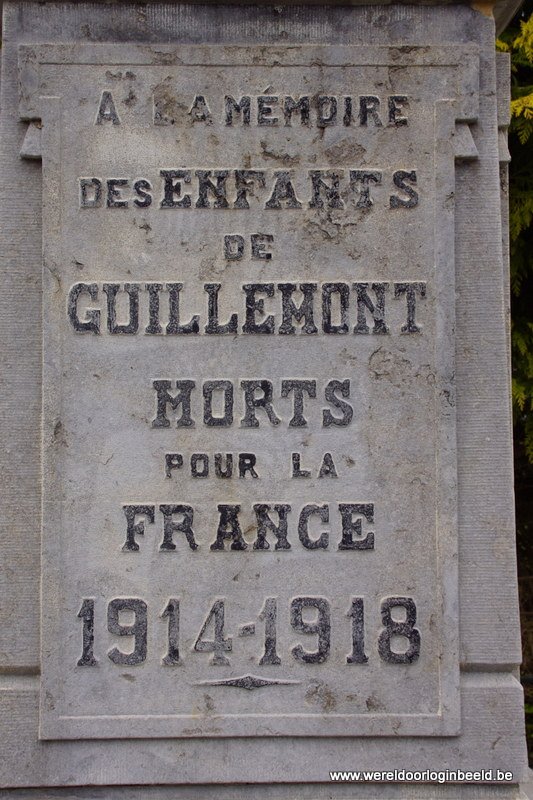 A LA MÉMOIRE
DES ENFANTS
DE
GUILLEMONT
MORTS
POUR LA
FRANCE
1914-1918
www.wereldoorloginbeeld.be